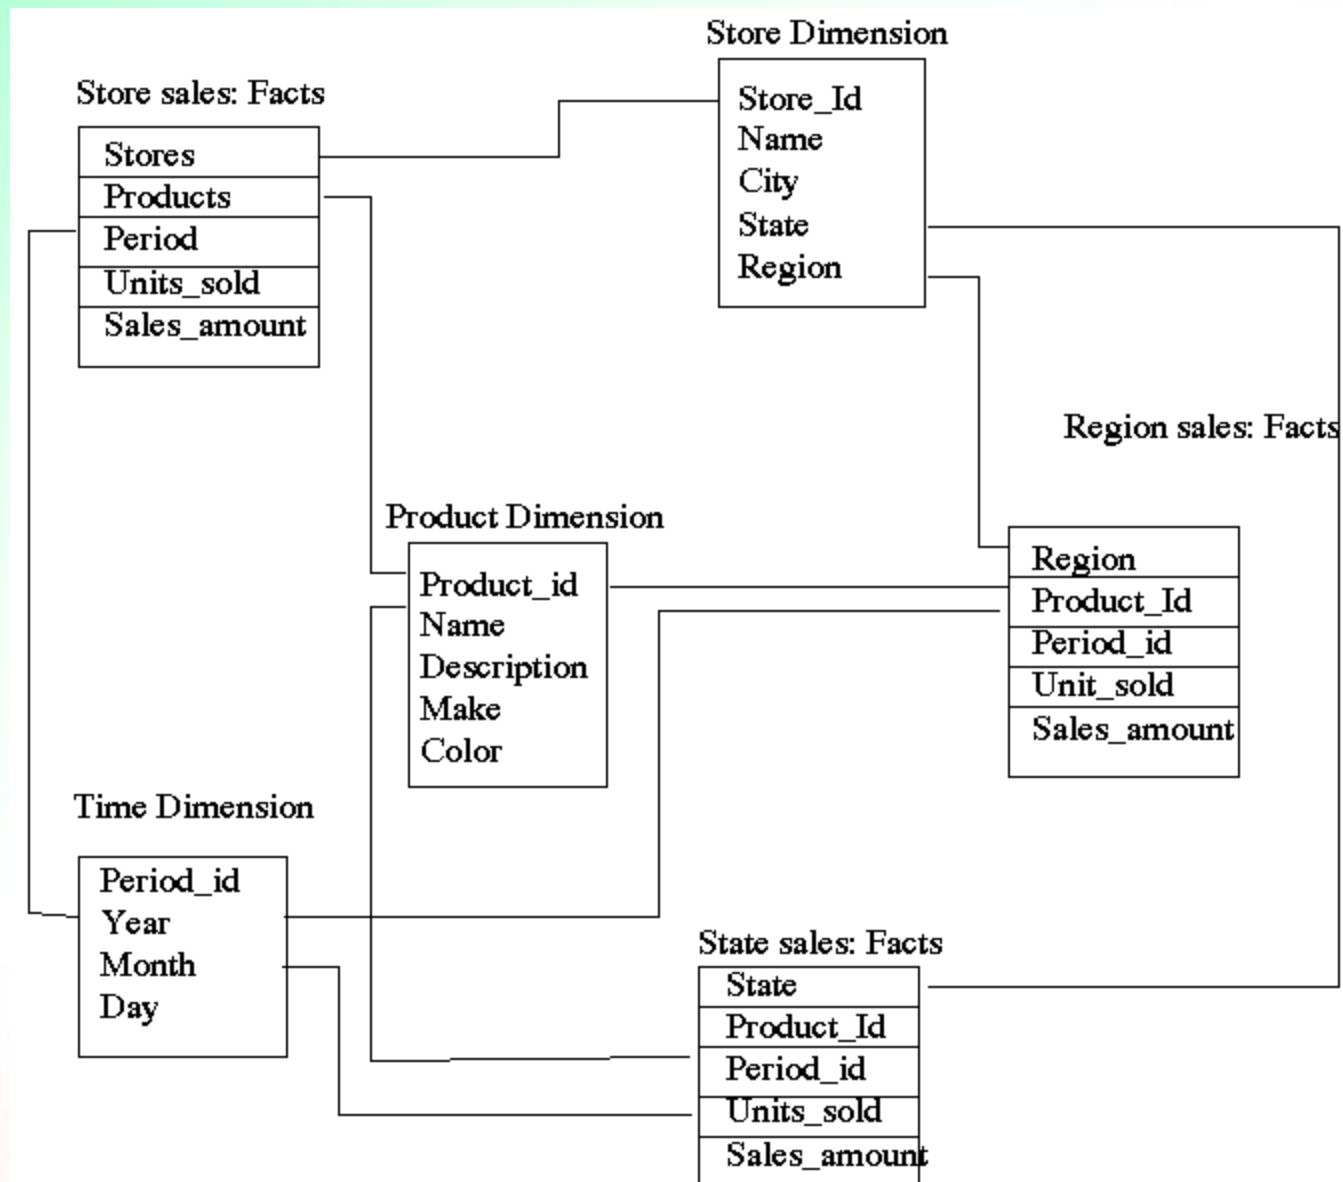 Store Dimension
Store_Id
Name
City
State
Region
Store sales: Facts
Stores
Products
Period
Units_sold
Sales_amount
Region sales: Facts
Region
Product_Id
Period_id
Unit_sold
Sales_amount
Product Dimension
Product_id
Name
Description
Make
Color
Time Dimension
Period_id
Year
Month
Day
State sales: Facts
State
Product_Id
Period_id
Units_sold
Sales_amount